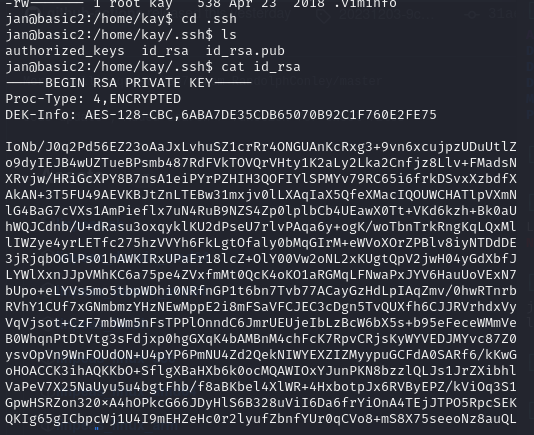 -rw------- 1 root kay 538 Apr 23 2018 .viminfo
jan@basic2:/home/kay$ cd .ssh
jan@basic2:/home/kay/.ssh$ ls
authorized_keys id_rsa id_rsa.pub
jan@basic2:/home/kay/.ssh$ cat id_rsa
-----BEGIN RSA PRIVATE KEY-----
Proc-Type: 4,ENCRYPTED
DEK-Info: AES-128-CBC,6ABA7DE35CDB65070B92C1F760E2FE75
IoNb/J0q2Pd56EZ23oAaJxLvhuSZ1crRr4ONGUAnKcRxg3+9vn6xcujpzUDuUtlZ
o9dyIEJB4wUZTueBPsmb487RdFVkTOVQrVHty1K2aLy2Lka2Cnfjz8Llv+FMadsN
XRvjw/HRiGcXPY8B7nsA1eiPYrPZHIH3QOFIYlSPMYv79RC65i6frkDSvxXzbdfX
AkAN+3T5FU49AEVKBJtZnLTEBw31mxjv0lLXAqIaX5QfeXMacIQOUWCHATlpVXmN
lG4BaG7cVXs1AmPieflx7uN4RuB9NZS4Zp0lplbCb4UEawX0Tt+VKd6kzh+Bk0aU
hWQJCdnb/U+dRasu3oxqyklKU2dPseU7rlvPAqa6y+ogK/woTbnTrkRngKqLQxMl
lIWZye4yrLETfc275hzVVYh6FkLgtOfaly0bMqGIrM+eWVoXOrZPBlv8iyNTDdDE
3jRjqbOGlPs01hAWKIRxUPaEr18lcZ+OlY00Vw2oNL2xKUgtQpV2jwH04yGdXbfJ
LYWlXxnJJpVMhKC6a75pe4ZVxfmMt0QcK4oKO1aRGMqLFNwaPxJYV6HauUoVExN7
bUpo+eLYVs5mo5tbpWDhi0NRfnGP1t6bn7Tvb77ACayGzHdLpIAqZmv/0hwRTnrb
RVhY1CUf7xGNmbmzYHzNEwMppE2i8mFSaVFCJEC3cDgn5TvQUXfh6CJJRVrhdxVy
VqVjsot+CzF7mbWm5nFsTPPlOnndC6JmrUEUjeIbLzBcW6bX5s+b95eFeceWMmVe
B0WhqnPtDtVtg3sFdjxp0hgGXqK4bAMBnM4chFcK7RpvCRjsKyWYVEDJMYvc87Z0
ysvOpVn9WnFOUdON+U4pYP6PmNU4Zd2QekNIWYEXZIZMyypuGCFdA0SARf6/kKwG
oHOACCK3ihAQKKbO+SflgXBaHXb6k0ocMQAWIOxYJunPKN8bzzlQLJs1JrZXibhl
VaPeV7X25NaUyu5u4bgtFhb/f8aBKbel4XlWR+4HxbotpJx6RVByEPZ/kViOq3S1
GpwHSRZon320×A4hOPkcG66JDyHlS6B328uViI6Da6frYiOnA4TEjJTPO5RpcSEK
QKIg65gICbpcWj1U4I9mEHZeHc0r2lyufZbnfYUr0qCVo8+mS8X75seeoNz8auQL